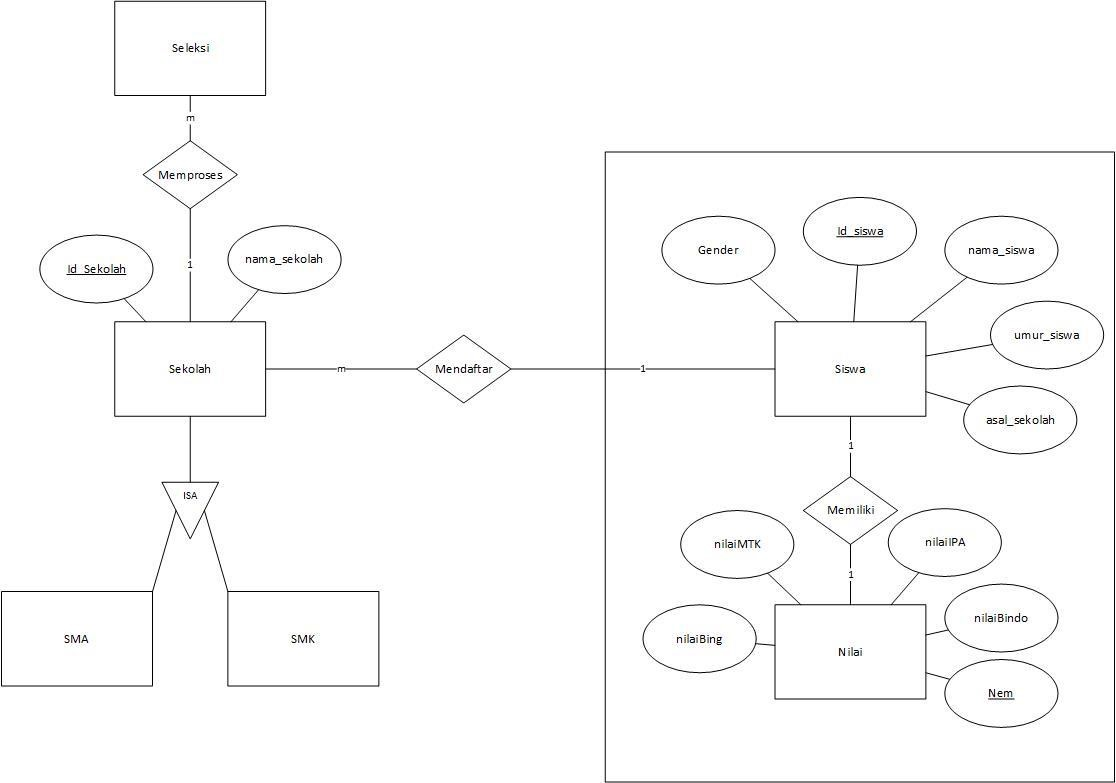 Seleksi
m
Memproses
1
Id_Sekolah
nama_sekolah
Sekolah
m
Mendaftar
1
ISA
SMA
SMK
Gender
Id_siswa
nama_siswa
umur_siswa
Siswa
asal_sekolah
1
Memiliki
1
nilaiMTK
nilaiIPA
nilaiBing
nilaiBindo
Nilai
Nem